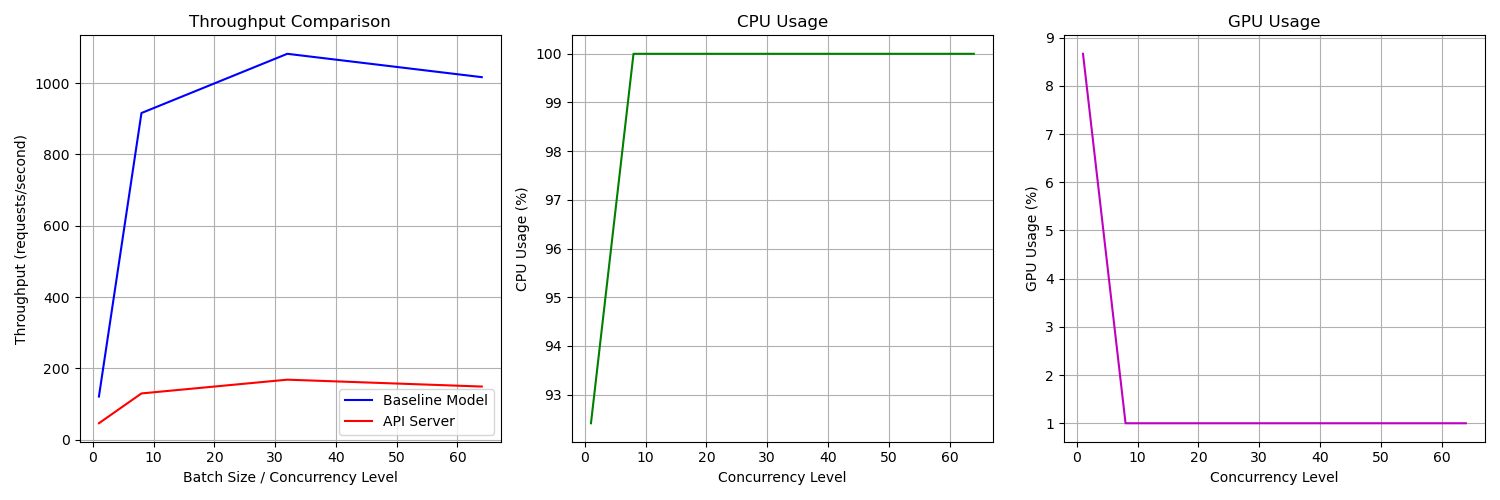 Throughput Comparison
Throughput (requests/second)
1000
800
600
400
200
0
0 10 20 30 40 50 60
Batch Size / Concurrency Level
Baseline Model
API Server
CPU Usage
CPU Usage (%)
100
99
98
97
96
95
94
93
0 10 20 30 40 50 60
Concurrency Level
GPU Usage
GPU Usage (%)
9
8
7
6
5
4
3
2
1
0 10 20 30 40 50 60
Concurrency Level